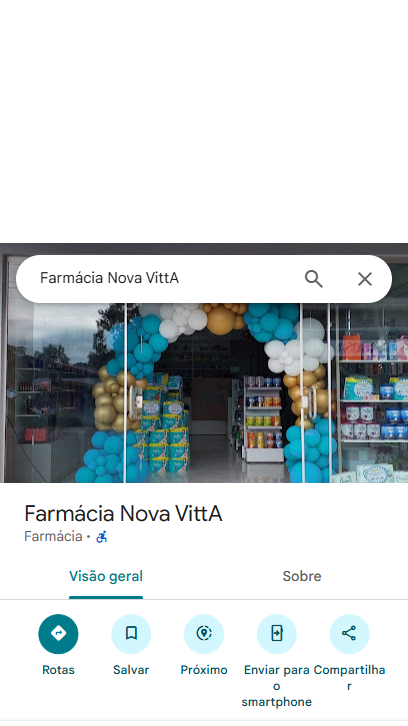 Farmácia Nova VittA
Farmácia Nova VittA
Farmácia •
Visão geral
Sobre
Rotas
Salvar
Próximo
Enviar para o smartphone
Compartilhar